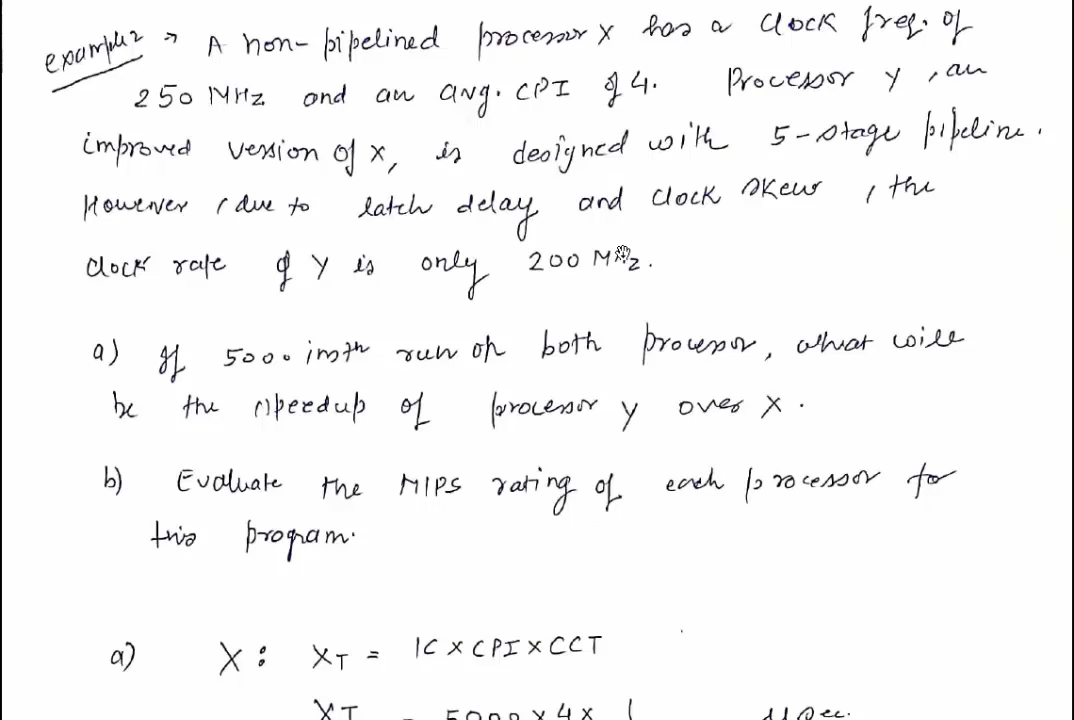 example 2 → A non-pipelined processor X has a clock freq. of
250 MHz and an avg. CPI of 4. Processor Y, an
improved version of X, is designed with 5-stage pipeline.
However, due to latch delay and clock skew, the
clock rate of Y is only 200 MHz.
a) If 5000 instn run on both processor, what will
be the speedup of processor Y over X.
b) Evaluate the MIPS rating of each processor for
this program.
a) X : XT = IC X CPI X CCT
XT = 5000 X 4 X 1 μsec.